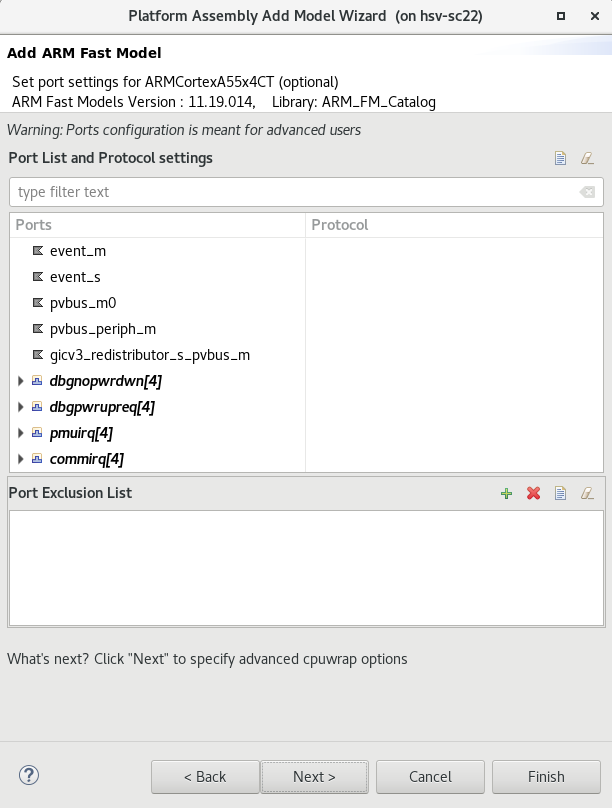 Platform Assembly Add Model Wizard  (on hsv-sc22)
Add ARM Fast Model
Set port settings for ARMCortexA55x4CT (optional)
ARM Fast Models Version : 11.19.014,    Library: ARM_FM_Catalog
Warning: Ports configuration is meant for advanced users
Port List and Protocol settings
type filter text
Ports Protocol
event_m
event_s
pvbus_m0
pvbus_periph_m
gicv3_redistributor_s_pvbus_m
dbgnopwrdwn[4]
dbgpwrupreq[4]
pmuirq[4]
commirq[4]
Port Exclusion List
What's next? Click "Next" to specify advanced cpuwrap options
? < Back Next > Cancel Finish